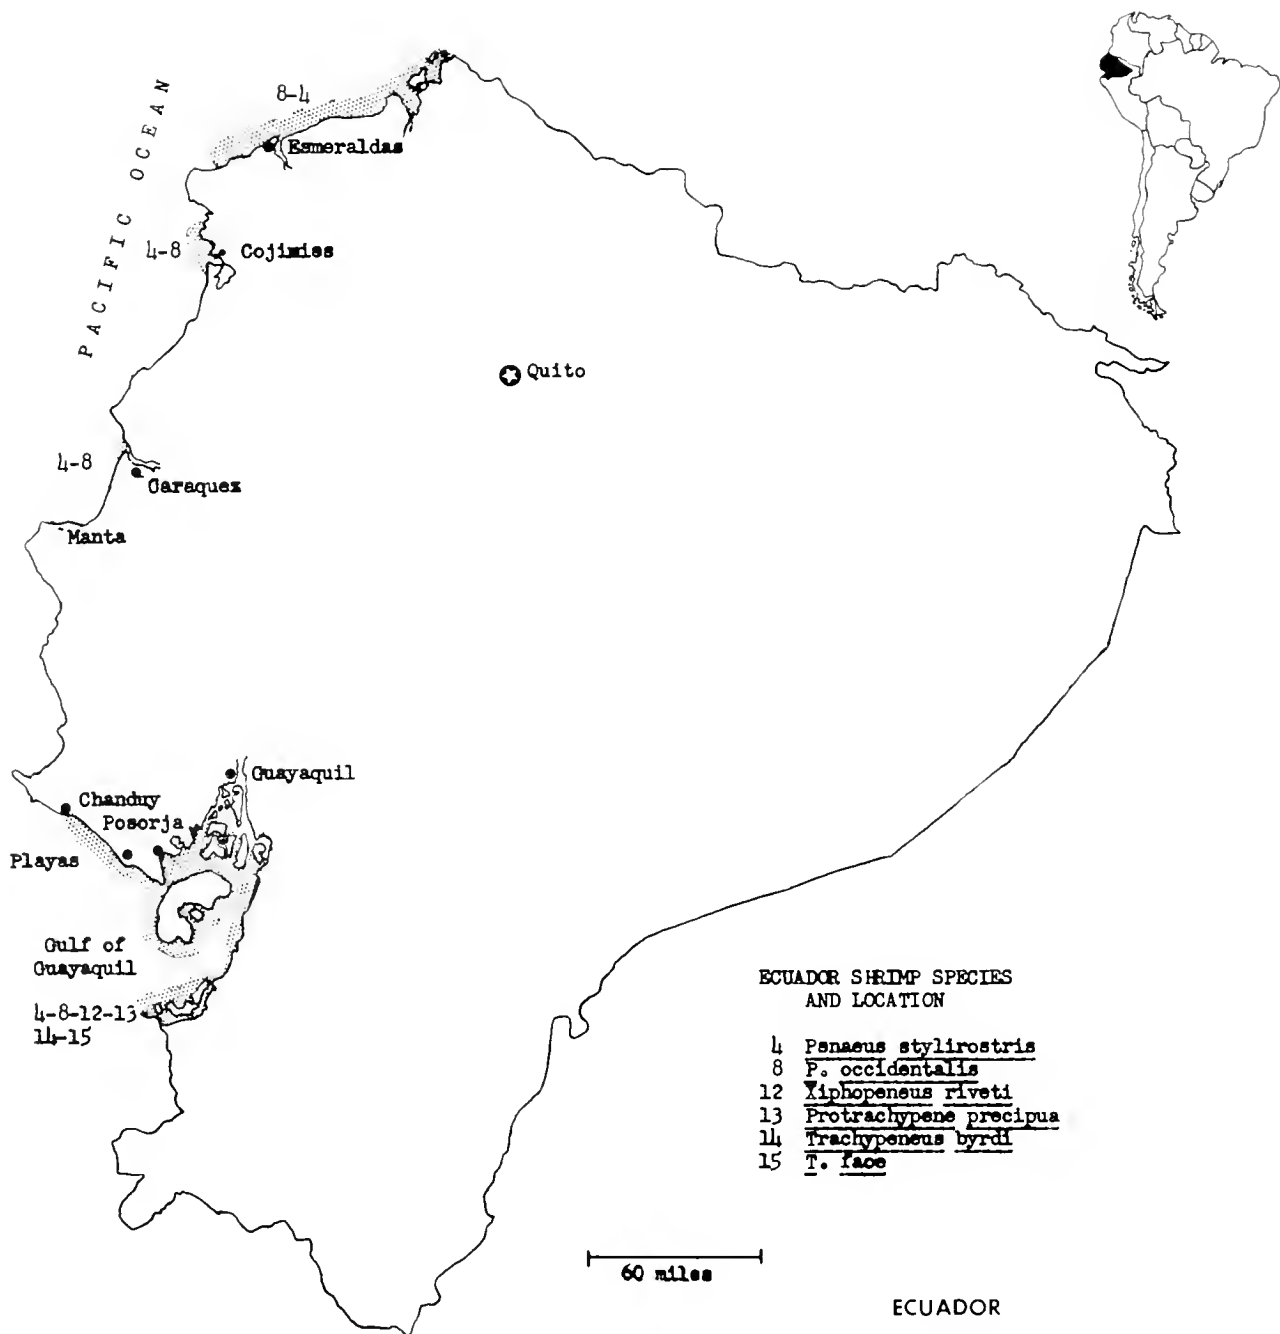 PACIFIC OCEAN
8-4
Esmeraldas
4-8
Cojimies
Quito
4-8
Caraquez
Manta
Guayaquil
Chanduy
Posorja
Playas
Gulf of
Guayaquil
4-8-12-13
14-15
ECUADOR SHRIMP SPECIES
AND LOCATION
4 Penaeus stylirostris
8 P. occidentalis
12 Xiphopeneus riveti
13 Protrachypene precipua
14 Trachypeneus byrdi
15 T. faoe
60 miles
ECUADOR